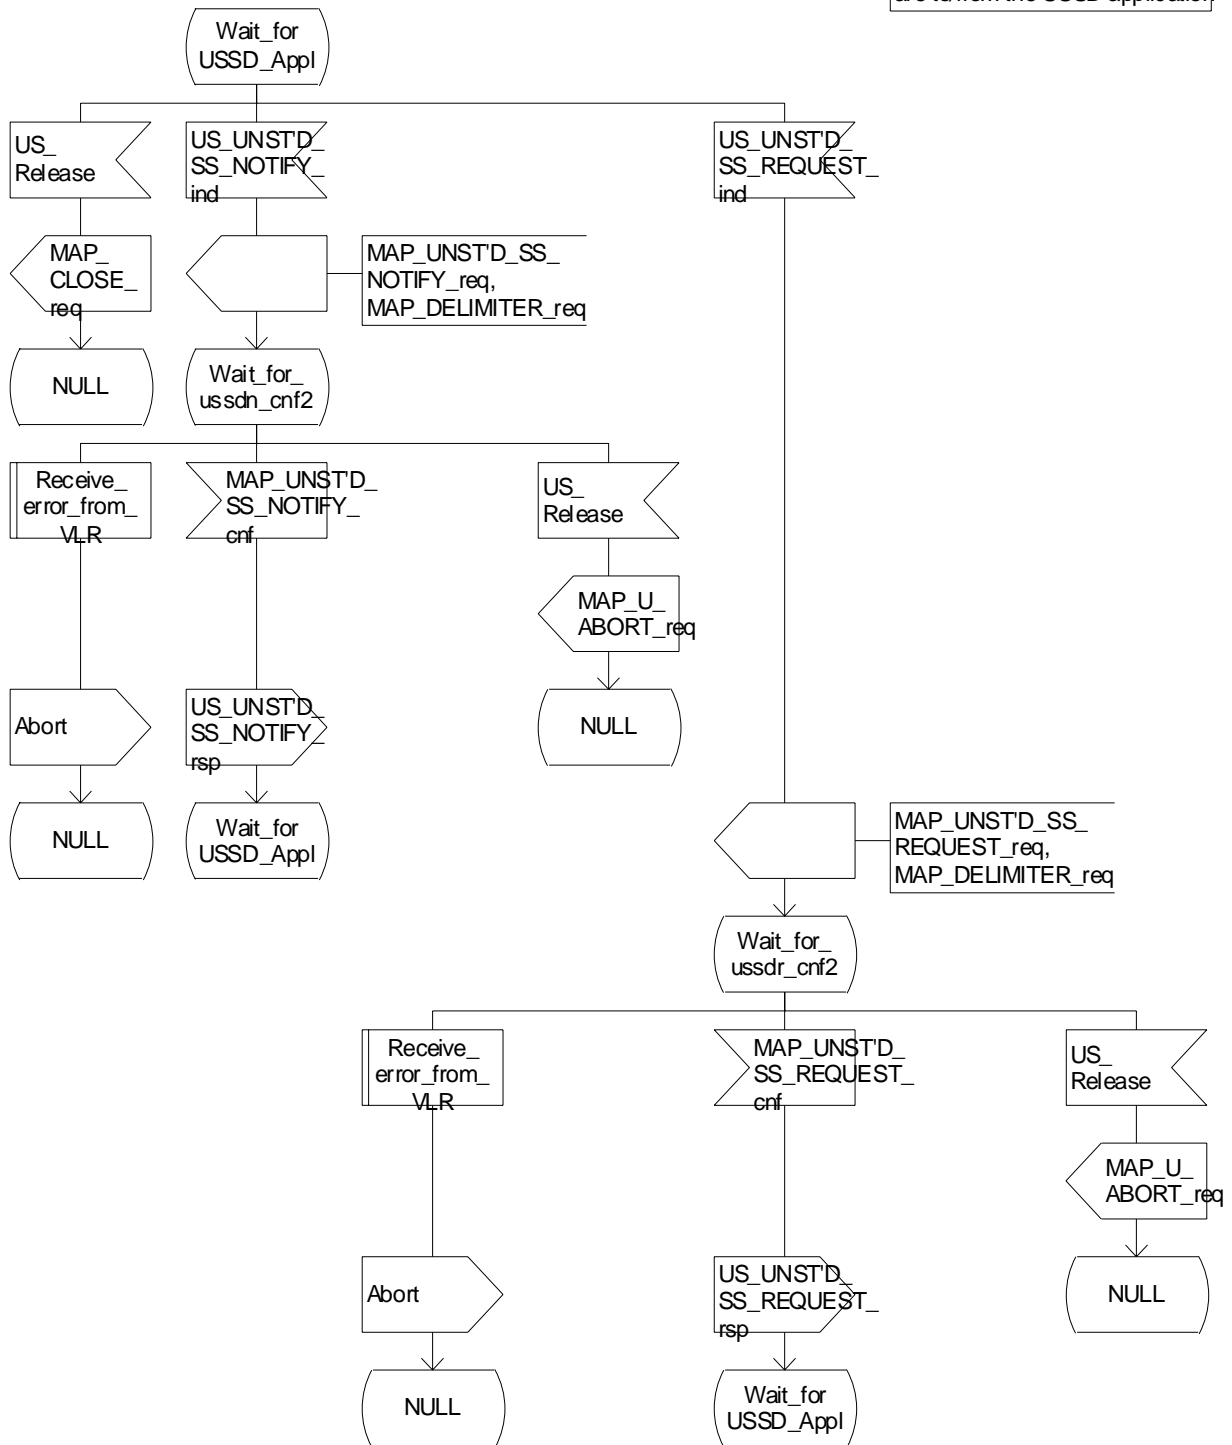 are to/from the USSD application
Wait_for
USSD_Appl
US_
Release
US_UNST'D_
SS_NOTIFY_
ind
US_UNST'D_
SS_REQUEST_
ind
MAP_
CLOSE_
req
MAP_UNST'D_SS_
NOTIFY_req,
MAP_DELIMITER_req
NULL
Wait_for_
ussdn_cnf2
Receive_
error_from_
VLR
MAP_UNST'D_
SS_NOTIFY_
cnf
US_
Release
MAP_U_
ABORT_req
Abort
US_UNST'D_
SS_NOTIFY_
rsp
NULL
NULL
Wait_for
USSD_Appl
MAP_UNST'D_SS_
REQUEST_req,
MAP_DELIMITER_req
Wait_for_
ussdr_cnf2
Receive_
error_from_
VLR
MAP_UNST'D_
SS_REQUEST_
cnf
US_
Release
MAP_U_
ABORT_req
Abort
US_UNST'D_
SS_REQUEST_
rsp
NULL
NULL
Wait_for
USSD_Appl